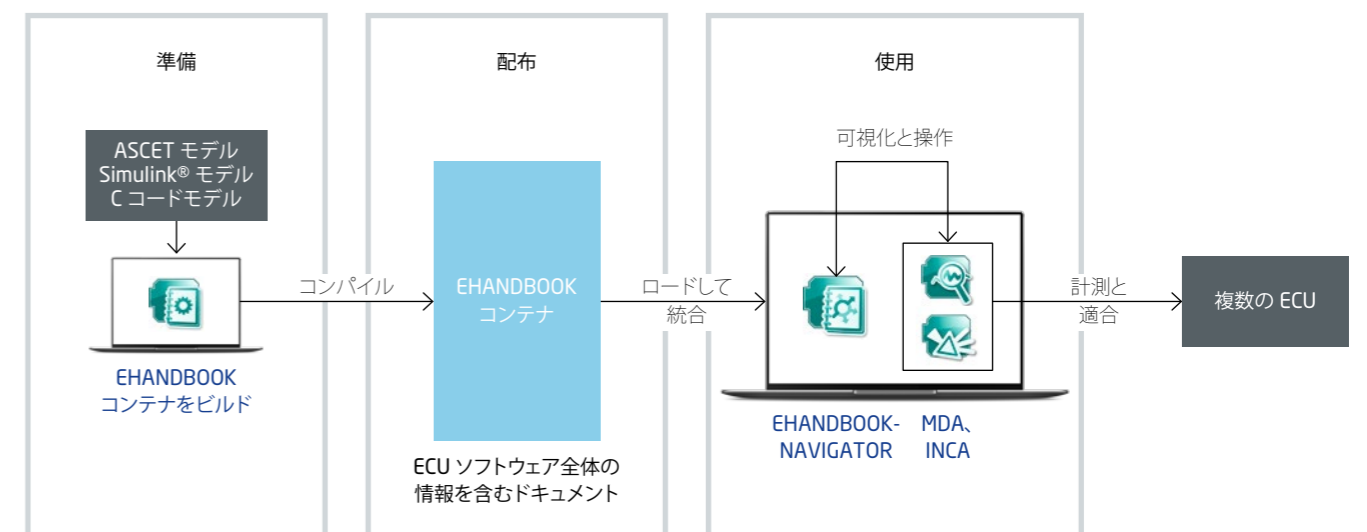 準備
ASCET モデル
Simulink® モデル
C コードモデル
EHANDBOOK
コンテナをビルド
コンパイル
配布
EHANDBOOK
コンテナ
ECU ソフトウェア全体の
情報を含むドキュメント
ロードして
統合
使用
可視化と操作
EHANDBOOK-
NAVIGATOR
MDA、
INCA
計測と
適合
複数の ECU